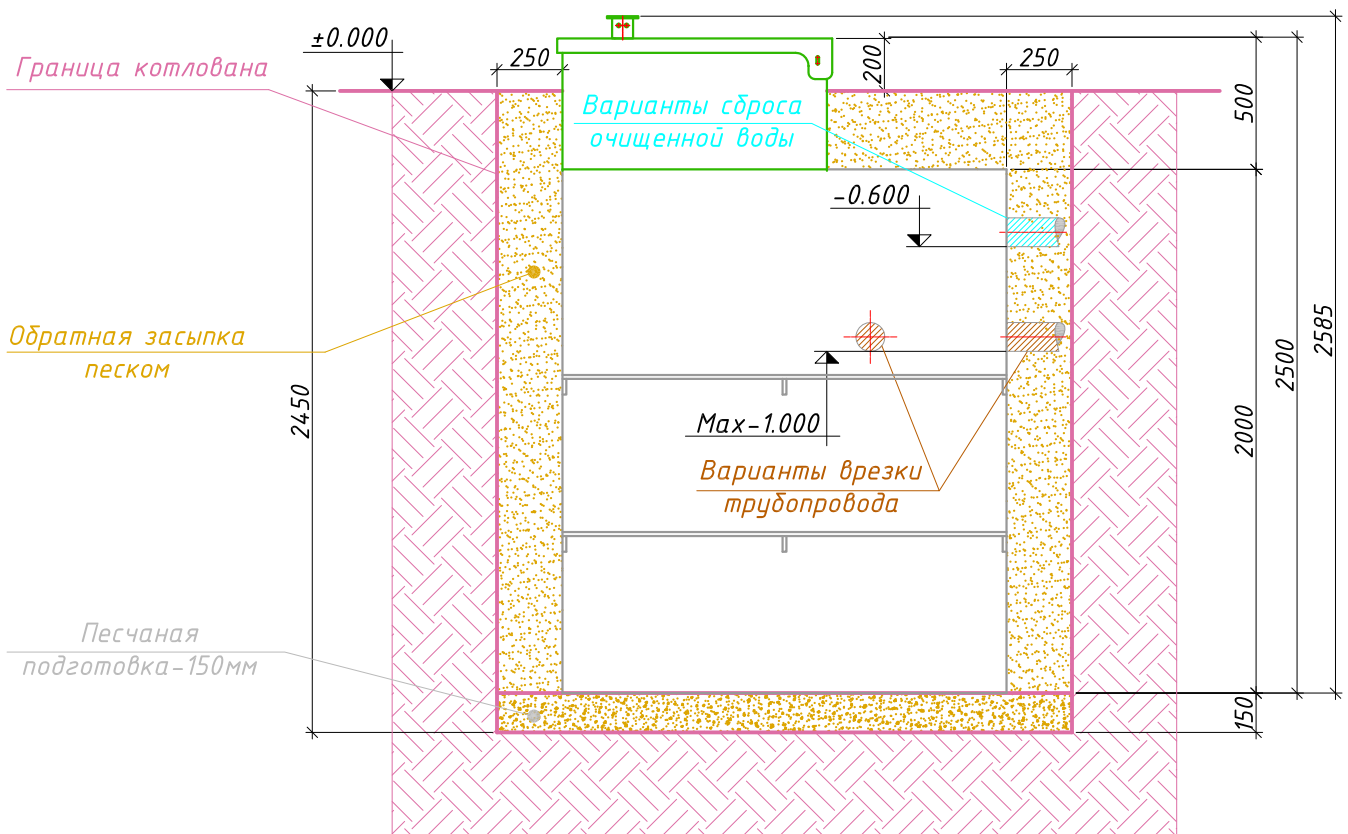 ±0.000
250
200
250
Граница котлована
Варианты сброса
очищенной воды
500
-0.600
Обратная засыпка
песком
2450
2585
2500
2000
Max-1.000
Варианты врезки
трубопровода
Песчаная
подготовка-150мм
150